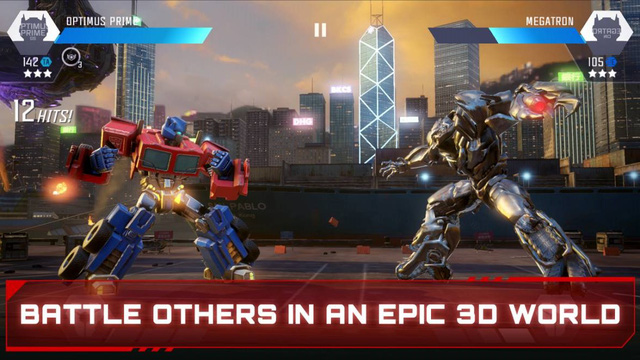 OPTIMUS PRIME
MEGATRON
142
105
12 HITS!
BATTLE OTHERS IN AN EPIC 3D WORLD